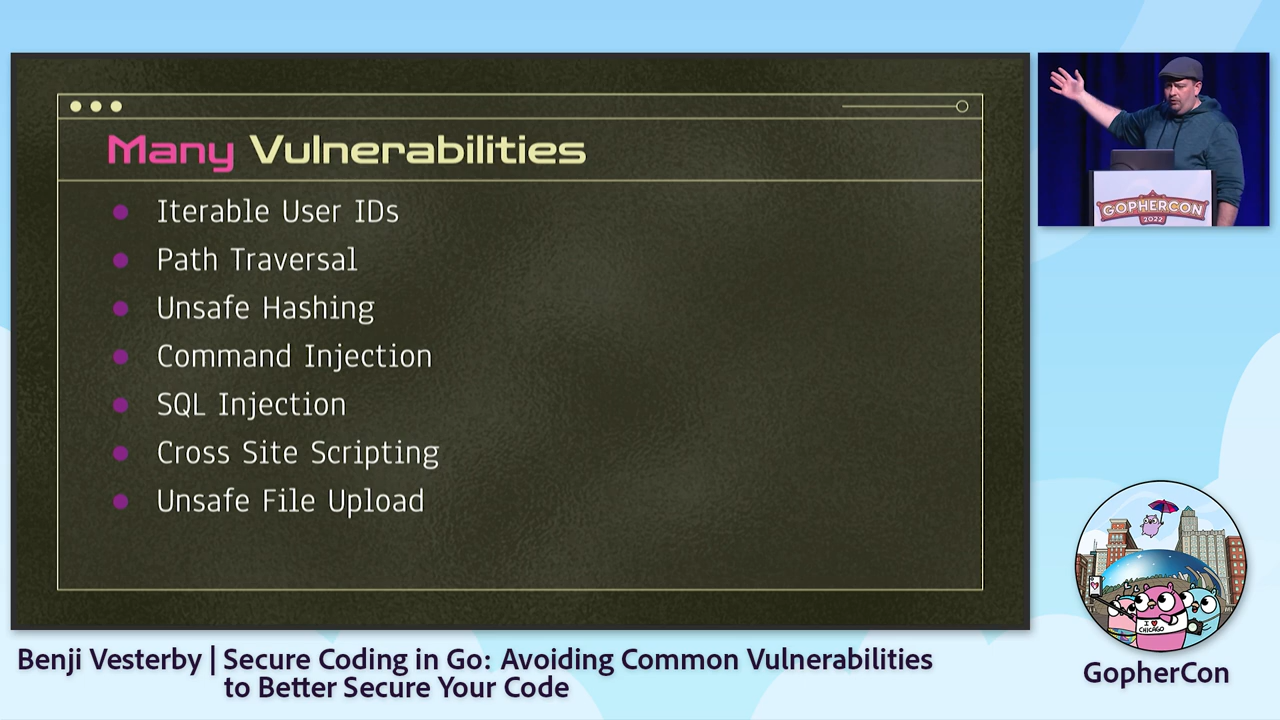 Many Vulnerabilities
Iterable User IDs
Path Traversal
Unsafe Hashing
Command Injection
SQL Injection
Cross Site Scripting
Unsafe File Upload
GOPHERCON
2022
I
CHICAGO
Benji Vesterby | Secure Coding in Go: Avoiding Common Vulnerabilities
to Better Secure Your Code
GopherCon